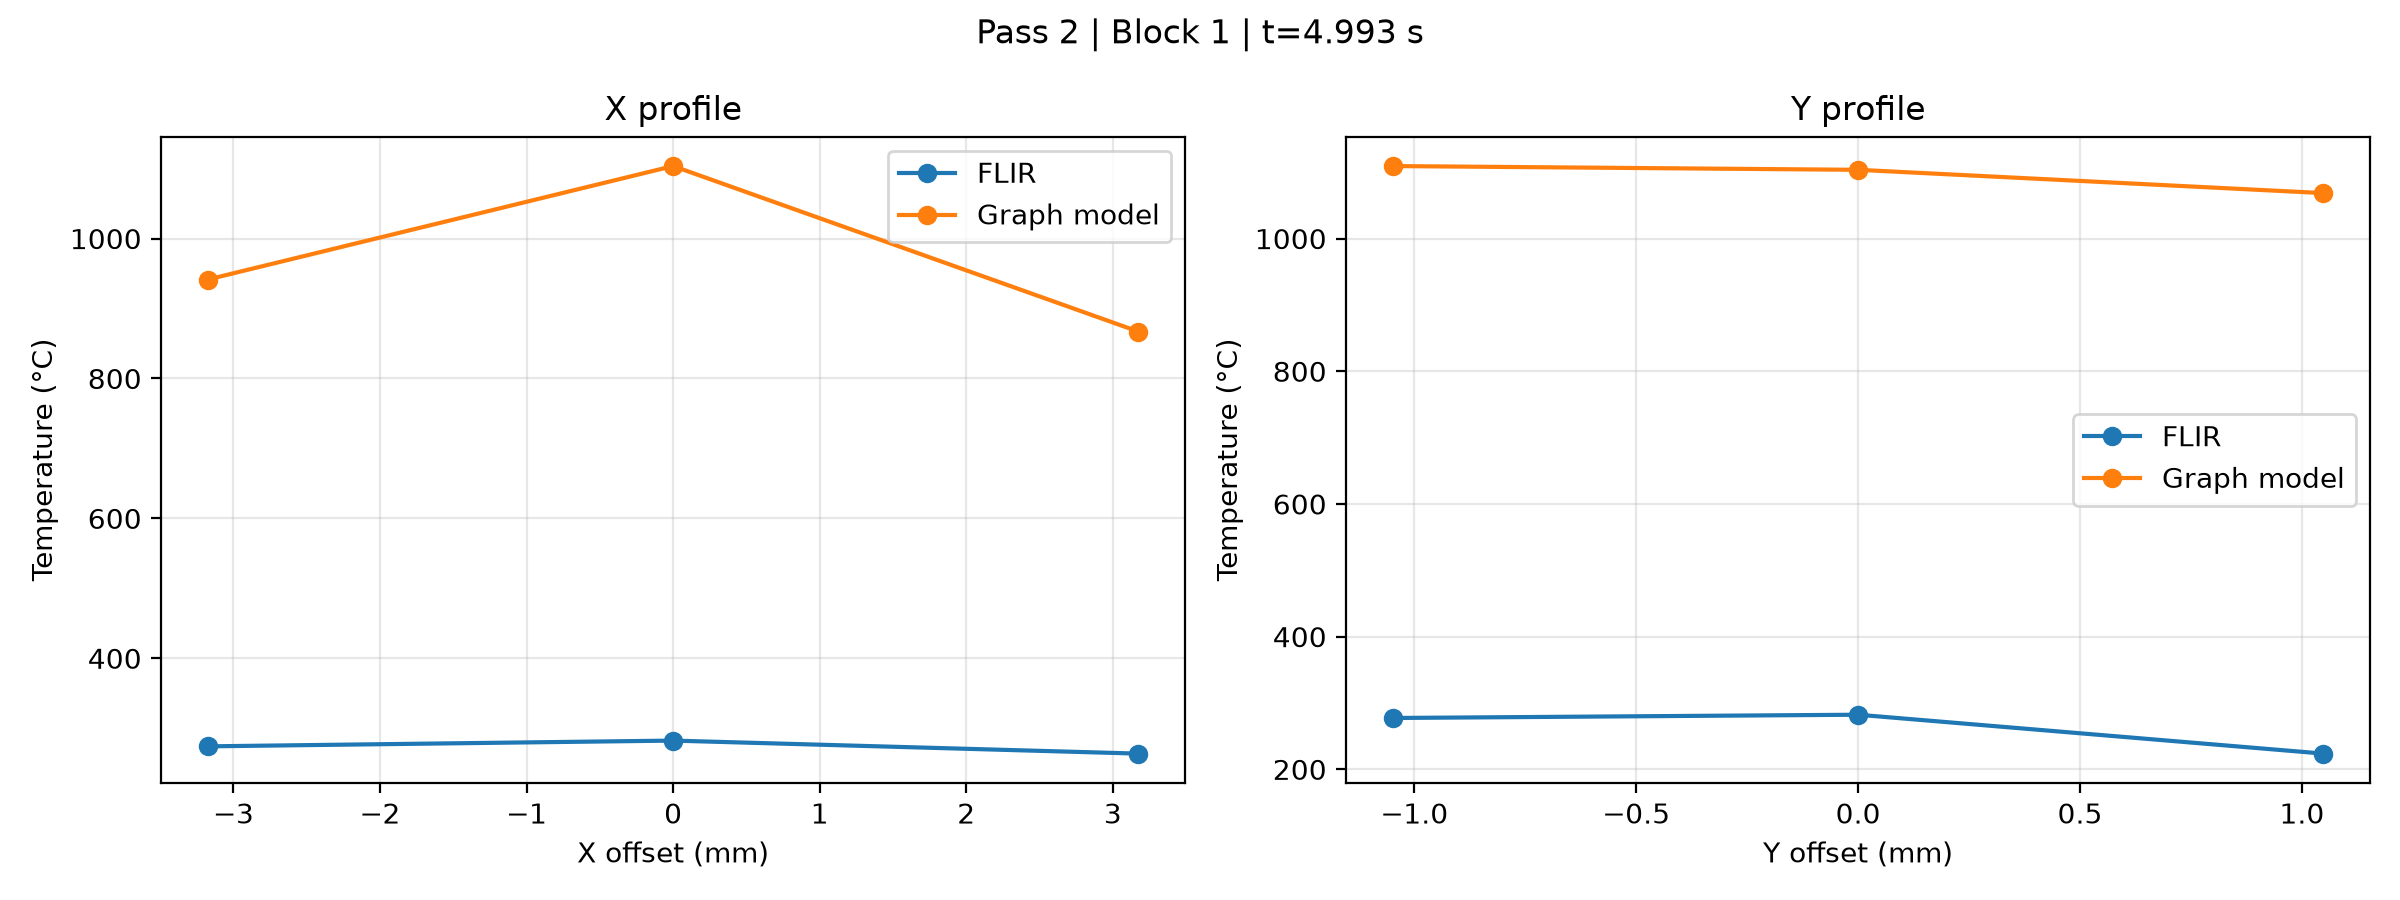 Pass 2 | Block 1 | t=4.993 s
X profile
FLIR
Graph model
1000
800
600
400
Temperature (°C)
−3
−2
−1
0
1
2
3
X offset (mm)
Y profile
FLIR
Graph model
1000
800
600
400
200
Temperature (°C)
−1.0
−0.5
0.0
0.5
1.0
Y offset (mm)